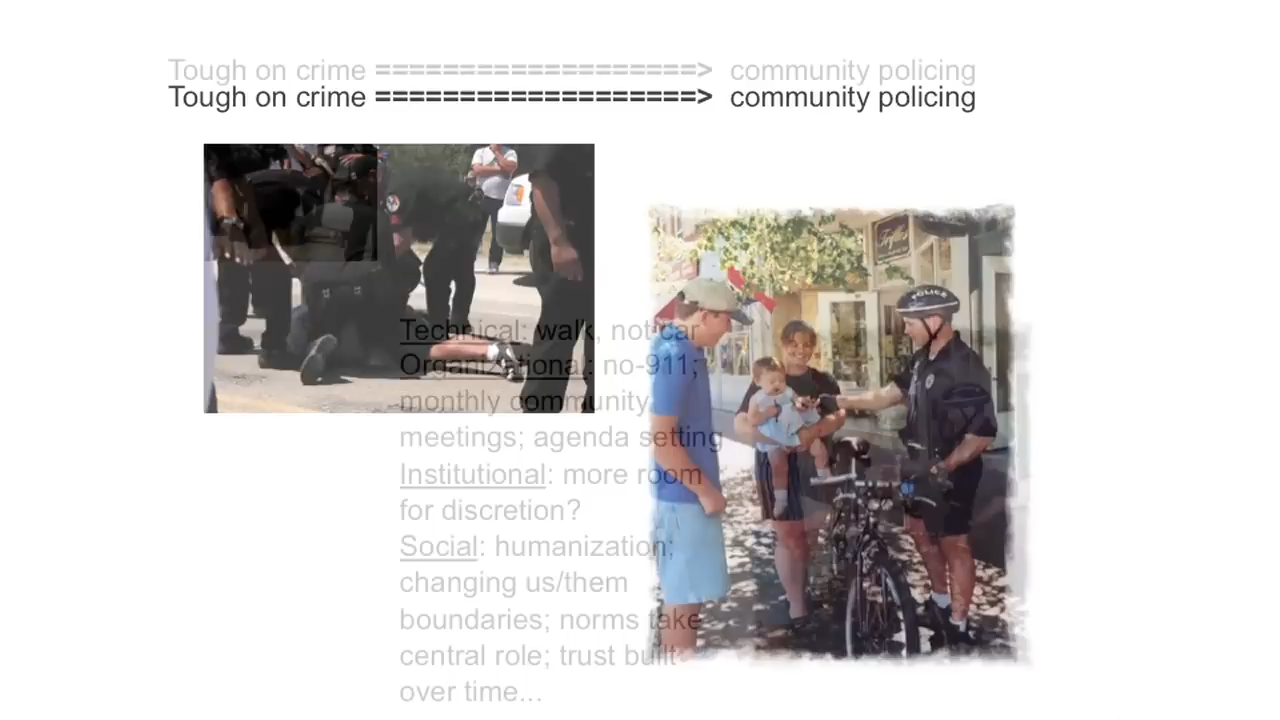 Tough on crime ===================> community policing
Tough on crime ===================> community policing
POLICE
Technical: walk, not car
Organizational: no-911;
monthly community
meetings; agenda setting
Institutional: more room
for discretion?
Social: humanization;
changing us/them
boundaries; norms take
central role; trust built
over time...